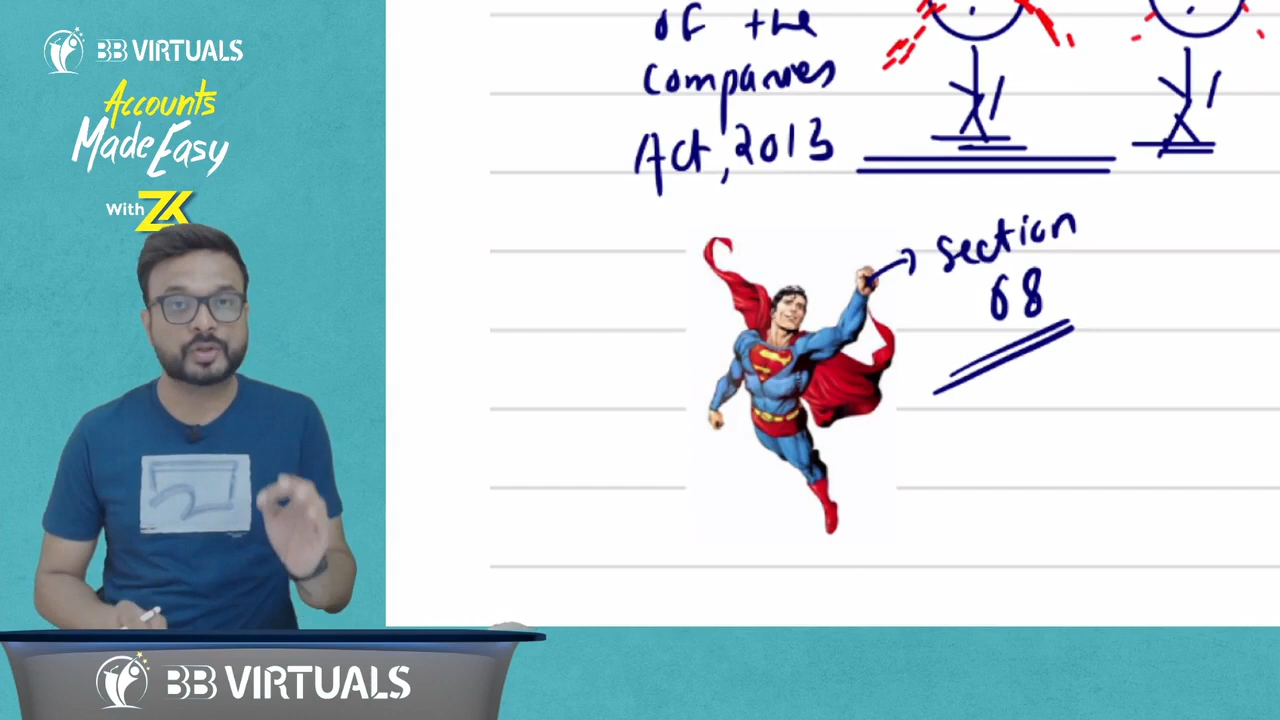 BB VIRTUALS
Accounts
Made Easy
With ZK
of the
Companies
Act, 2013
Section
68
BB VIRTUALS